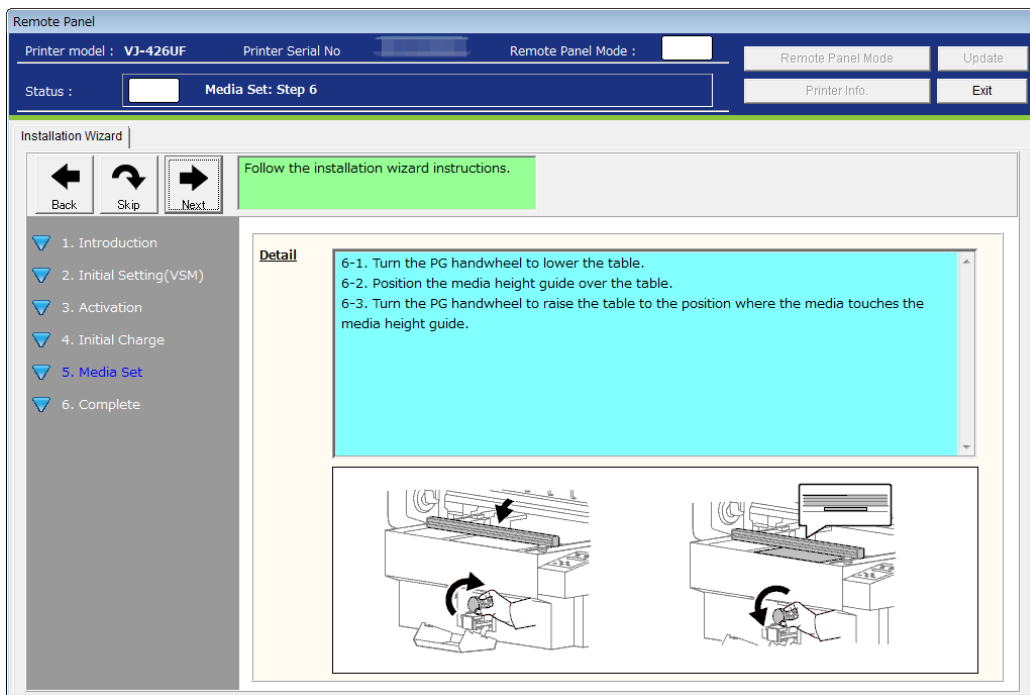 Remote Panel
Printer model : VJ-426UF Printer Serial No Remote Panel Mode :
Remote Panel Mode Update
Status : Media Set: Step 6
Printer Info. Exit
Installation Wizard
Back Skip Next
Follow the installation wizard instructions.
1. Introduction
2. Initial Setting(VSM)
3. Activation
4. Initial Charge
5. Media Set
6. Complete
Detail
6-1. Turn the PG handwheel to lower the table.
6-2. Position the media height guide over the table.
6-3. Turn the PG handwheel to raise the table to the position where the media touches the
media height guide.